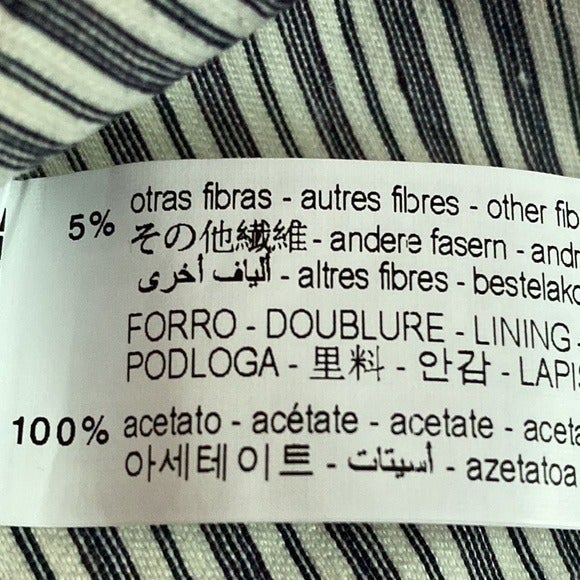 5% otras fibras - autres fibres - other fib
その他繊維 - andere fasern - andr
ألياف أخرى - altres fibres - bestelako
FORRO - DOUBLURE - LINING -
PODLOGA - 里料 - 안감 - LAPIS
100% acetato - acétate - acetate - aceta
아세테이트 - أسيتات - azetatoa